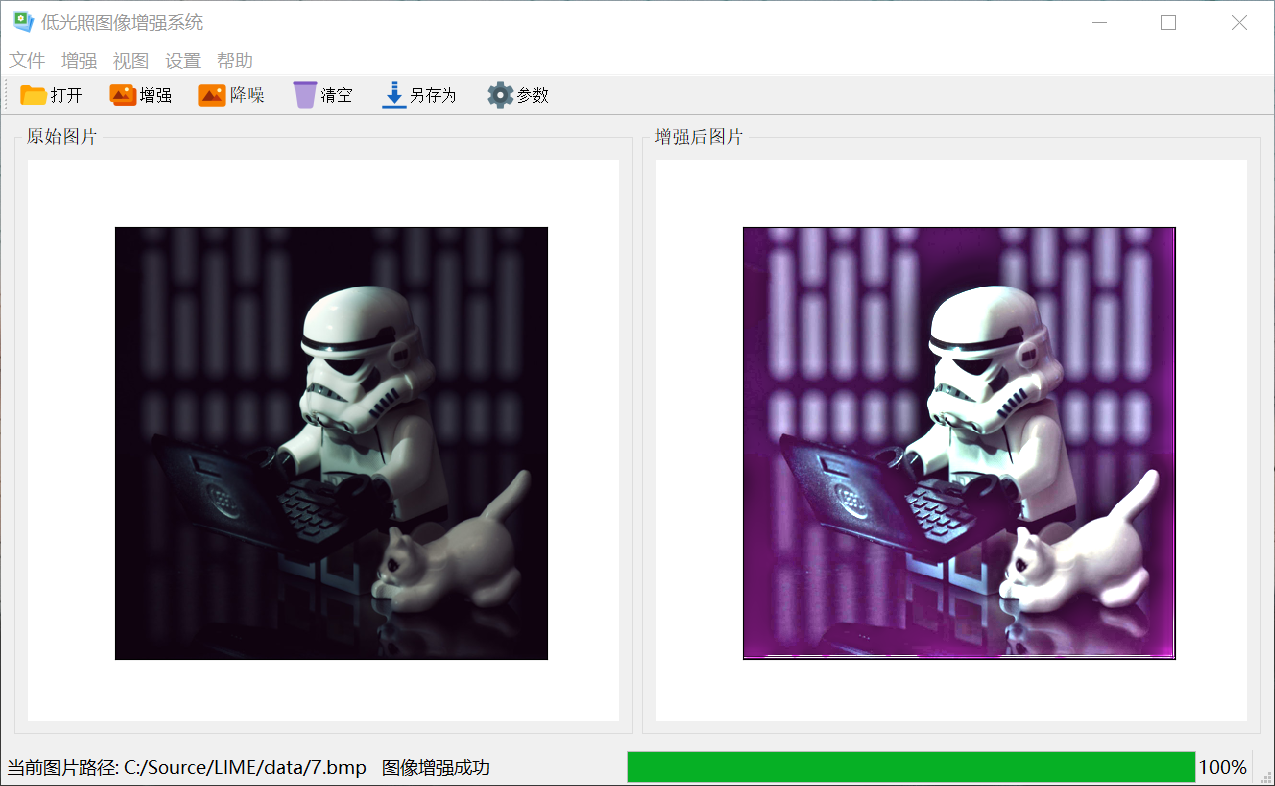 低光照图像增强系统
文件 增强 视图 设置 帮助
打开 增强 降噪 清空 另存为 参数
原始图片 增强后图片
当前图片路径: C:/Source/LIME/data/7.bmp 图像增强成功 100%